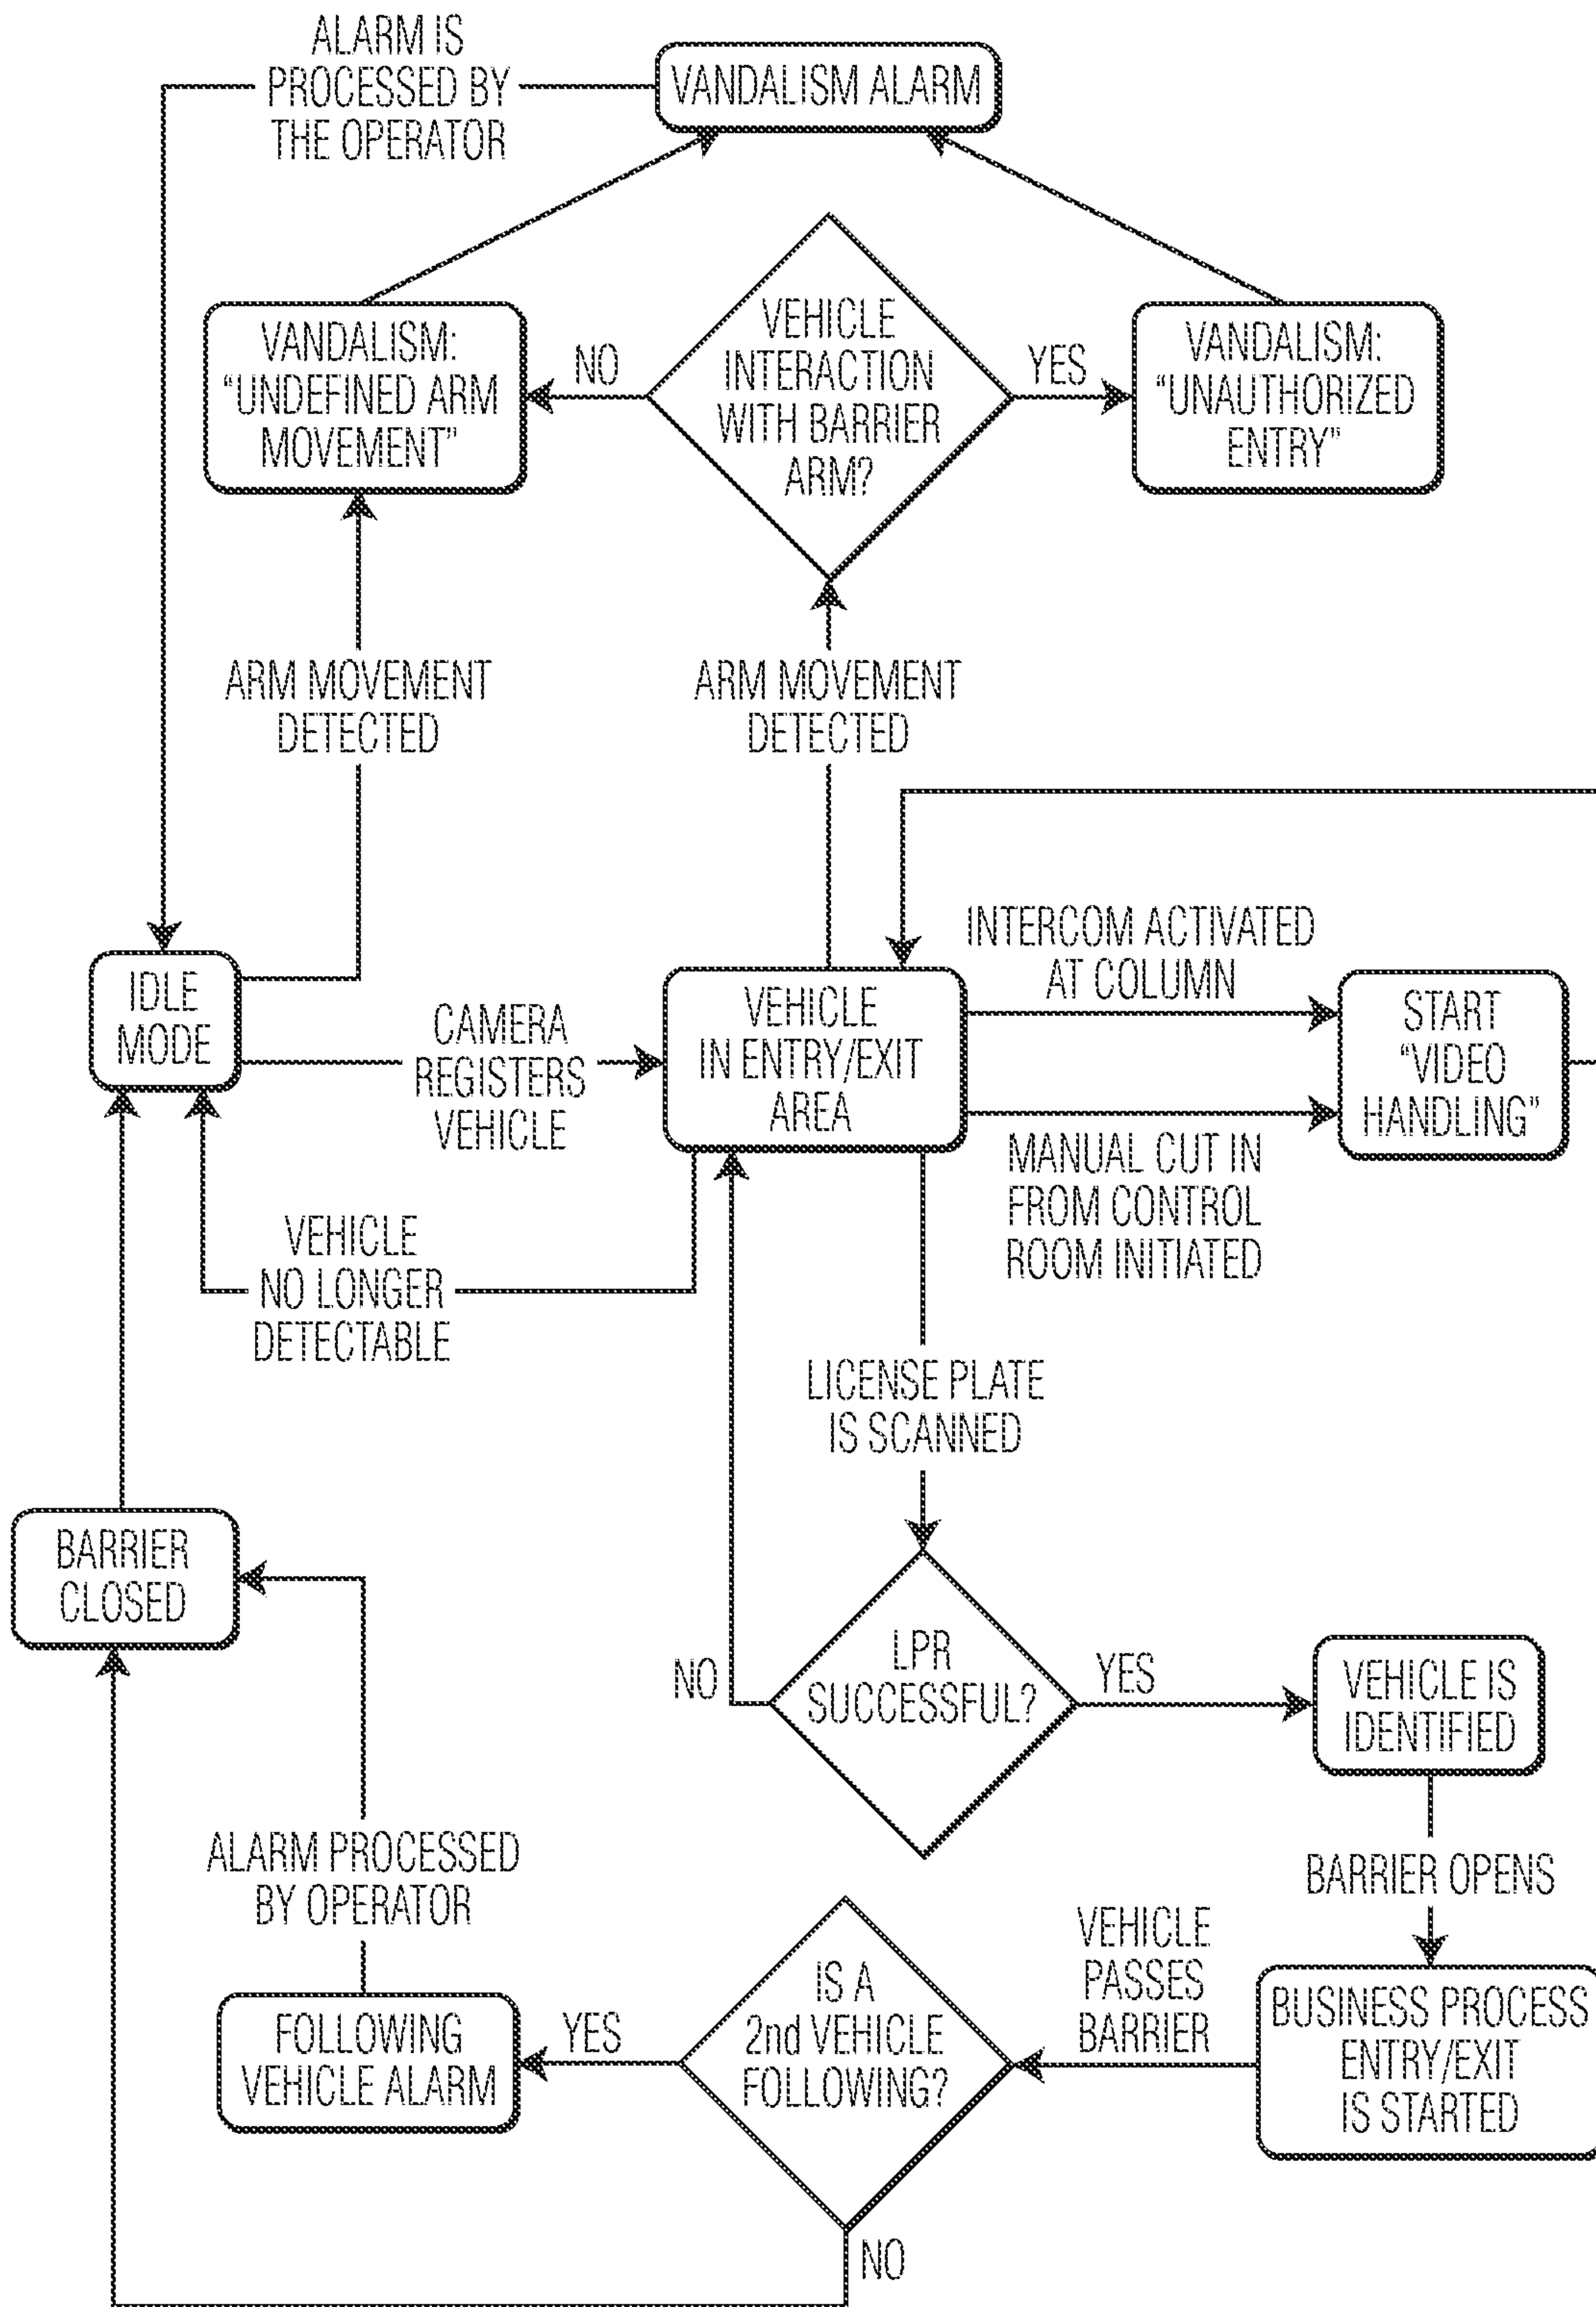 ALARM IS
PROCESSED BY
THE OPERATOR
VANDALISM ALARM
VANDALISM:
“UNDEFINED ARM
MOVEMENT”
NO
VEHICLE
INTERACTION
WITH BARRIER
ARM?
YES
VANDALISM:
“UNAUTHORIZED
ENTRY”
ARM MOVEMENT
DETECTED
ARM MOVEMENT
DETECTED
IDLE
MODE
CAMERA
REGISTERS
VEHICLE
VEHICLE
IN ENTRY/EXIT
AREA
INTERCOM ACTIVATED
AT COLUMN
START
“VIDEO
HANDLING”
MANUAL CUT IN
FROM CONTROL
ROOM INITIATED
VEHICLE
NO LONGER
DETECTABLE
LICENSE PLATE
IS SCANNED
BARRIER
CLOSED
NO
LPR
SUCCESSFUL?
YES
VEHICLE IS
IDENTIFIED
ALARM PROCESSED
BY OPERATOR
BARRIER OPENS
FOLLOWING
VEHICLE ALARM
YES
IS A
2nd VEHICLE
FOLLOWING?
VEHICLE
PASSES
BARRIER
BUSINESS PROCESS
ENTRY/EXIT
IS STARTED
NO